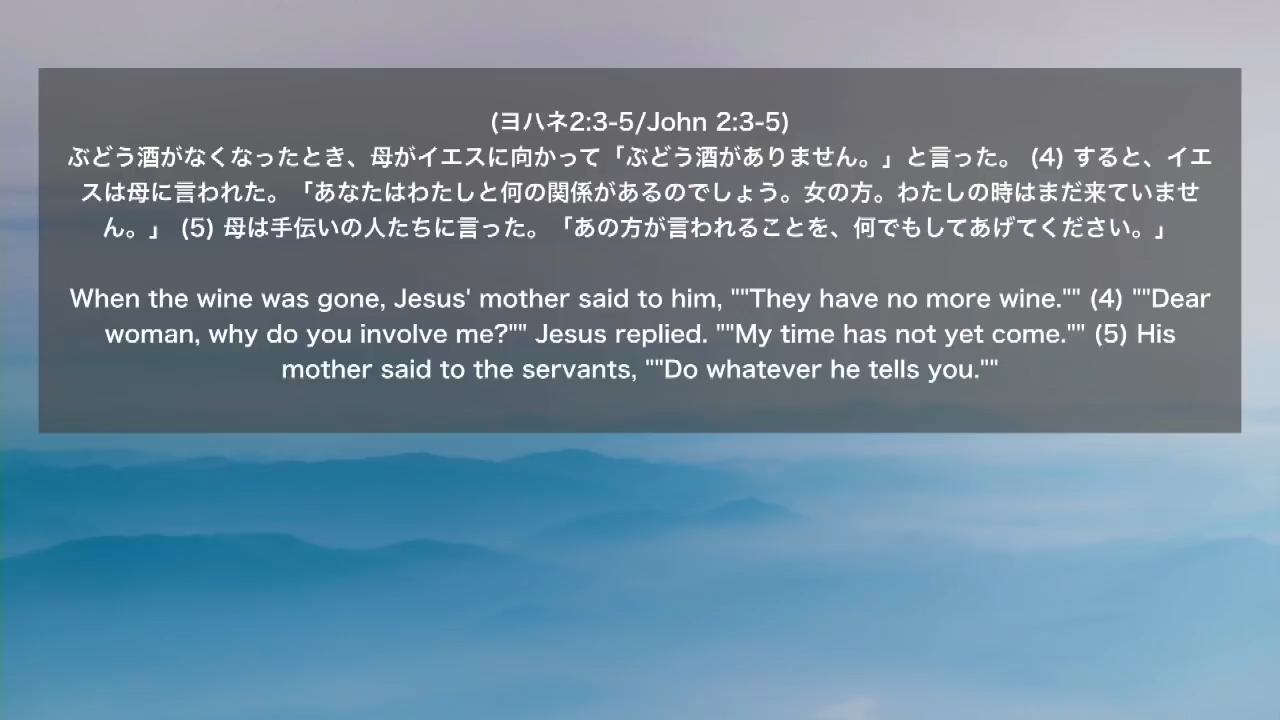 (ヨハネ2:3-5/John 2:3-5)
ぶどう酒がなくなったとき、母がイエスに向かって「ぶどう酒がありません。」と言った。 (4) すると、イエ
スは母に言われた。「あなたはわたしと何の関係があるのでしょう。女の方。わたしの時はまだ来ていませ
ん。」 (5) 母は手伝いの人たちに言った。「あの方が言われることを、何でもしてあげてください。」
When the wine was gone, Jesus' mother said to him, ""They have no more wine."" (4) ""Dear
woman, why do you involve me?"" Jesus replied. ""My time has not yet come."" (5) His
mother said to the servants, ""Do whatever he tells you.""